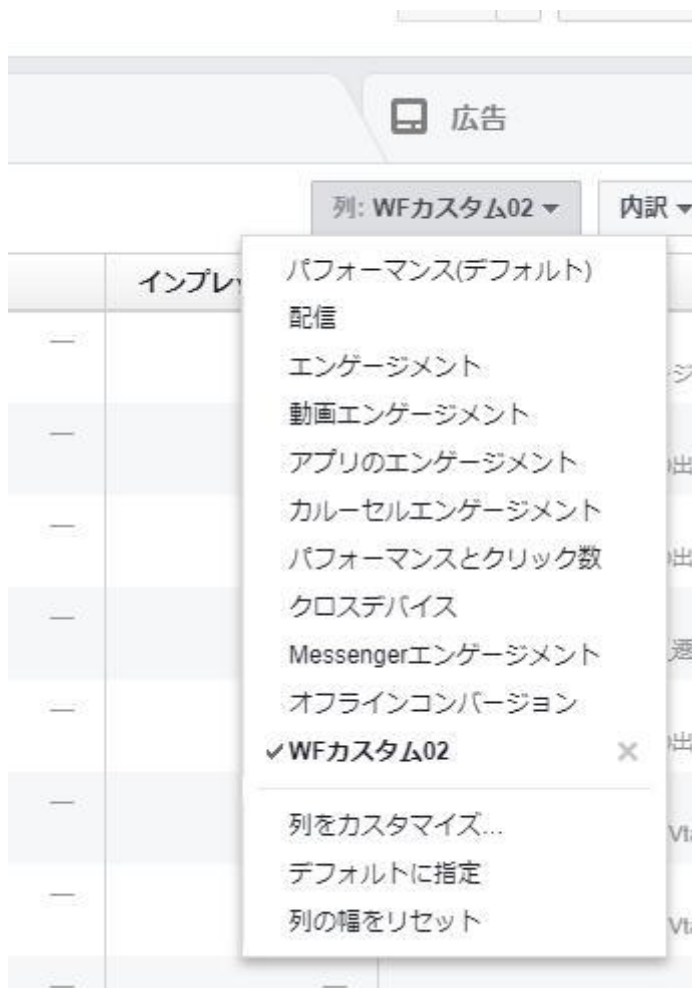 広告
列: WFカスタム02
内訳
インプレッ
パフォーマンス(デフォルト)
配信
エンゲージメント
動画エンゲージメント
アプリのエンゲージメント
カルーセルエンゲージメント
パフォーマンスとクリック数
クロスデバイス
Messengerエンゲージメント
オフラインコンバージョン
WFカスタム02
列をカスタマイズ...
デフォルトに指定
列の幅をリセット